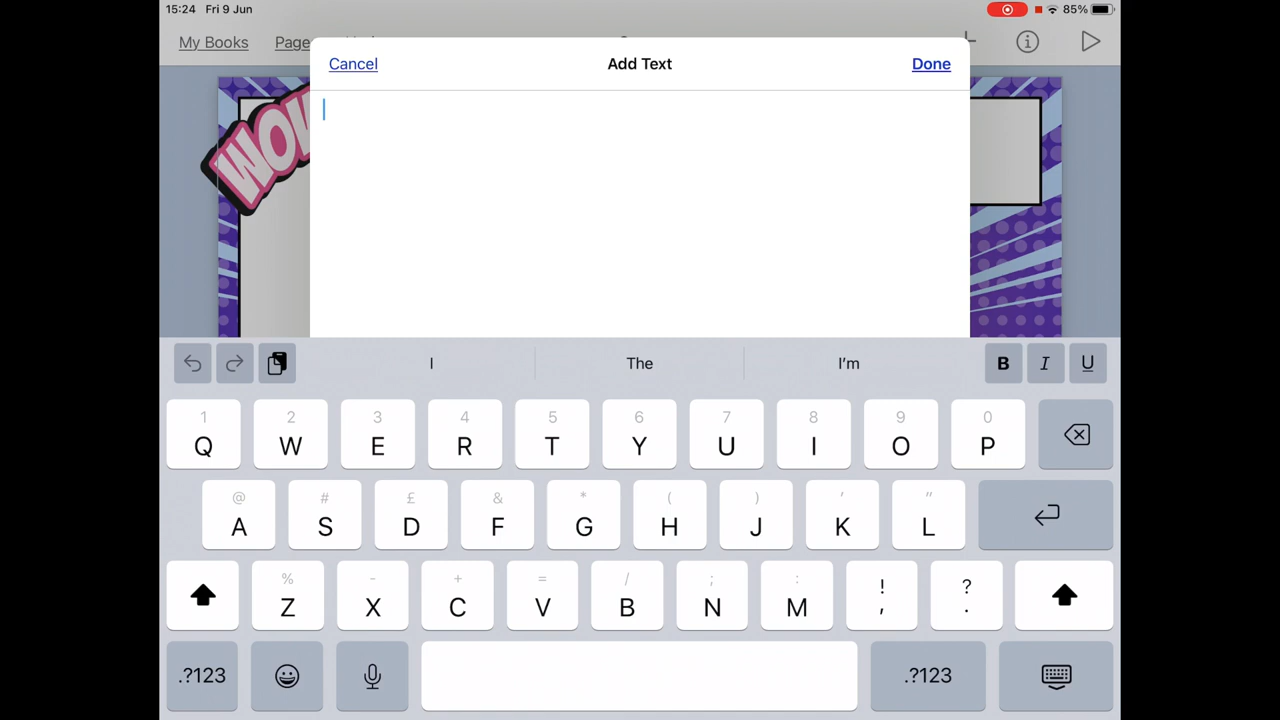 15:24 Fri 9 Jun 85%
My Books Page
Cancel Add Text Done
WOW
I The I'm B I U
1 2 3 4 5 6 7 8 9 0
Q W E R T Y U I O P
@ # £ & * ( ) ' "
A S D F G H J K L
% - + = / ; : ! ?
Z X C V B N M , .
.?123 .?123